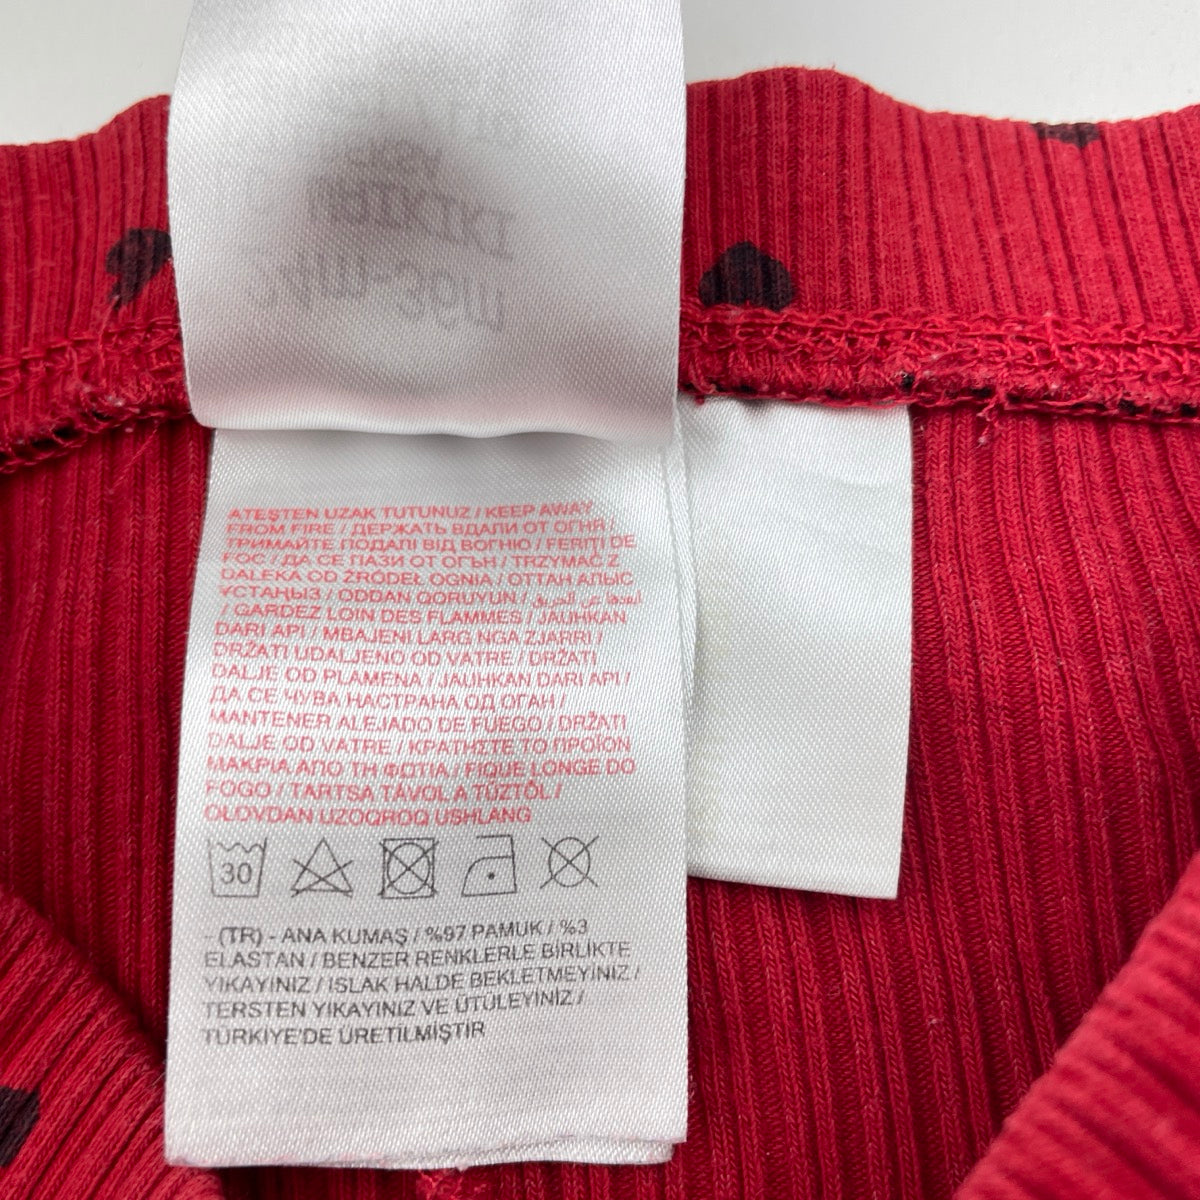 ATEŞTEN UZAK TUTUNUZ / KEEP AWAY
FROM FIRE / ДЕРЖАТЬ ВДАЛИ ОТ ОГНЯ /
ТРИМАЙТЕ ПОДАЛІ ВІД ВОГНЮ / FERIŢI DE
FOC / ДА СЕ ПАЗИ ОТ ОГЪН / TRZYMAĆ Z
DALEKA OD ŹRÓDEŁ OGNIA / ОТТАН АЛЫС
ҰСТАҢЫЗ / ODDAN QORUYUN / ابعدها عن الحريق
/ GARDEZ LOIN DES FLAMMES / JAUHKAN
DARI API / MBAJENI LARG NGA ZJARRI /
DRŽATI UDALJENO OD VATRE / DRŽATI
DALJE OD PLAMENA / JAUHKAN DARI API /
ДА СЕ ЧУВА НАСТРАНА ОД ОГАН /
MANTENER ALEJADO DE FUEGO / DRŽATI
DALJE OD VATRE / ΚΡΑΤΗΣΤΕ ΤΟ ΠΡΟΪΟΝ
ΜΑΚΡΙΑ ΑΠΟ ΤΗ ΦΩΤΙΑ / FIQUE LONGE DO
FOGO / TARTSA TÁVOL A TŰZTŐL /
OLOVDAN UZOQROQ USHLANG
30
- (TR) - ANA KUMAŞ / %97 PAMUK / %3
ELASTAN / BENZER RENKLERLE BİRLİKTE
YIKAYINIZ / ISLAK HALDE BEKLETMEYİNİZ /
TERSTEN YIKAYINIZ VE ÜTÜLEYİNİZ /
TÜRKİYE'DE ÜRETİLMİŞTİR